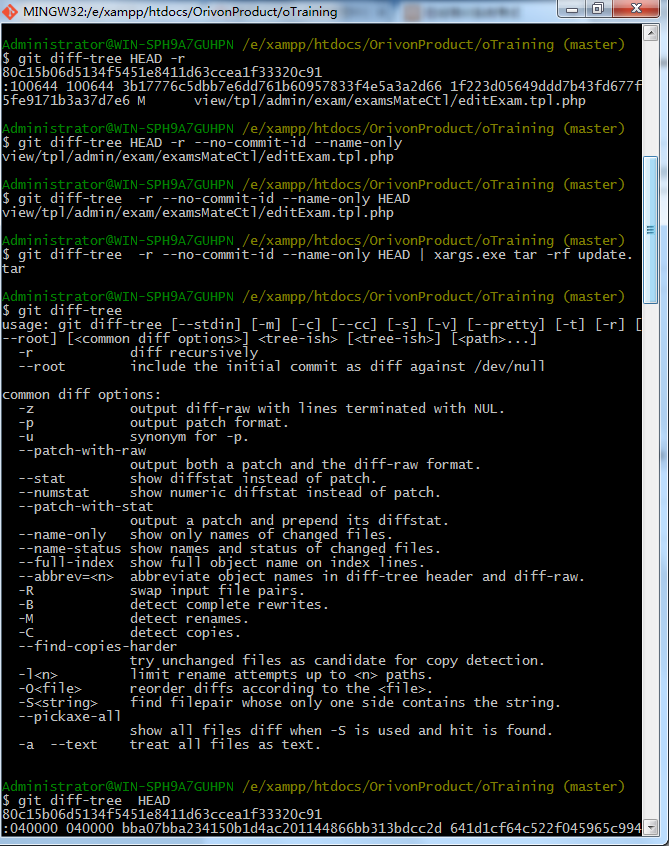 MINGW32:/e/xampp/htdocs/OrivonProduct/oTraining
Administrator@WIN-SPH9A7GUHPN /e/xampp/htdocs/OrivonProduct/oTraining (master)
$ git diff-tree HEAD -r
80c15b06d5134f5451e8411d63ccea1f33320c91
:100644 100644 3b17776c5dbb7e6dd761b60957833f4e5a3a2d66 1f223d05649ddd7b43fd677f
5fe9171b3a37d7e6 M      view/tpl/admin/exam/examsMateCtl/editExam.tpl.php
Administrator@WIN-SPH9A7GUHPN /e/xampp/htdocs/OrivonProduct/oTraining (master)
$ git diff-tree HEAD -r --no-commit-id --name-only
view/tpl/admin/exam/examsMateCtl/editExam.tpl.php
Administrator@WIN-SPH9A7GUHPN /e/xampp/htdocs/OrivonProduct/oTraining (master)
$ git diff-tree  -r --no-commit-id --name-only HEAD
view/tpl/admin/exam/examsMateCtl/editExam.tpl.php
Administrator@WIN-SPH9A7GUHPN /e/xampp/htdocs/OrivonProduct/oTraining (master)
$ git diff-tree  -r --no-commit-id --name-only HEAD | xargs.exe tar -rf update.
tar
Administrator@WIN-SPH9A7GUHPN /e/xampp/htdocs/OrivonProduct/oTraining (master)
$ git diff-tree
usage: git diff-tree [--stdin] [-m] [-c] [--cc] [-s] [-v] [--pretty] [-t] [-r] [
--root] [<common diff options>] <tree-ish> [<tree-ish>] [<path>...]
  -r            diff recursively
  --root        include the initial commit as diff against /dev/null
common diff options:
  -z            output diff-raw with lines terminated with NUL.
  -p            output patch format.
  -u            synonym for -p.
  --patch-with-raw
                output both a patch and the diff-raw format.
  --stat        show diffstat instead of patch.
  --numstat     show numeric diffstat instead of patch.
  --patch-with-stat
                output a patch and prepend its diffstat.
  --name-only   show only names of changed files.
  --name-status show names and status of changed files.
  --full-index  show full object name on index lines.
  --abbrev=<n>  abbreviate object names in diff-tree header and diff-raw.
  -R            swap input file pairs.
  -B            detect complete rewrites.
  -M            detect renames.
  -C            detect copies.
  --find-copies-harder
                try unchanged files as candidate for copy detection.
  -l<n>         limit rename attempts up to <n> paths.
  -O<file>      reorder diffs according to the <file>.
  -S<string>    find filepair whose only one side contains the string.
  --pickaxe-all
                show all files diff when -S is used and hit is found.
  -a  --text    treat all files as text.
Administrator@WIN-SPH9A7GUHPN /e/xampp/htdocs/OrivonProduct/oTraining (master)
$ git diff-tree  HEAD
80c15b06d5134f5451e8411d63ccea1f33320c91
:040000 040000 bba07bba234150b1d4ac201144866bb313bdcc2d 641d1cf64c522f045965c994